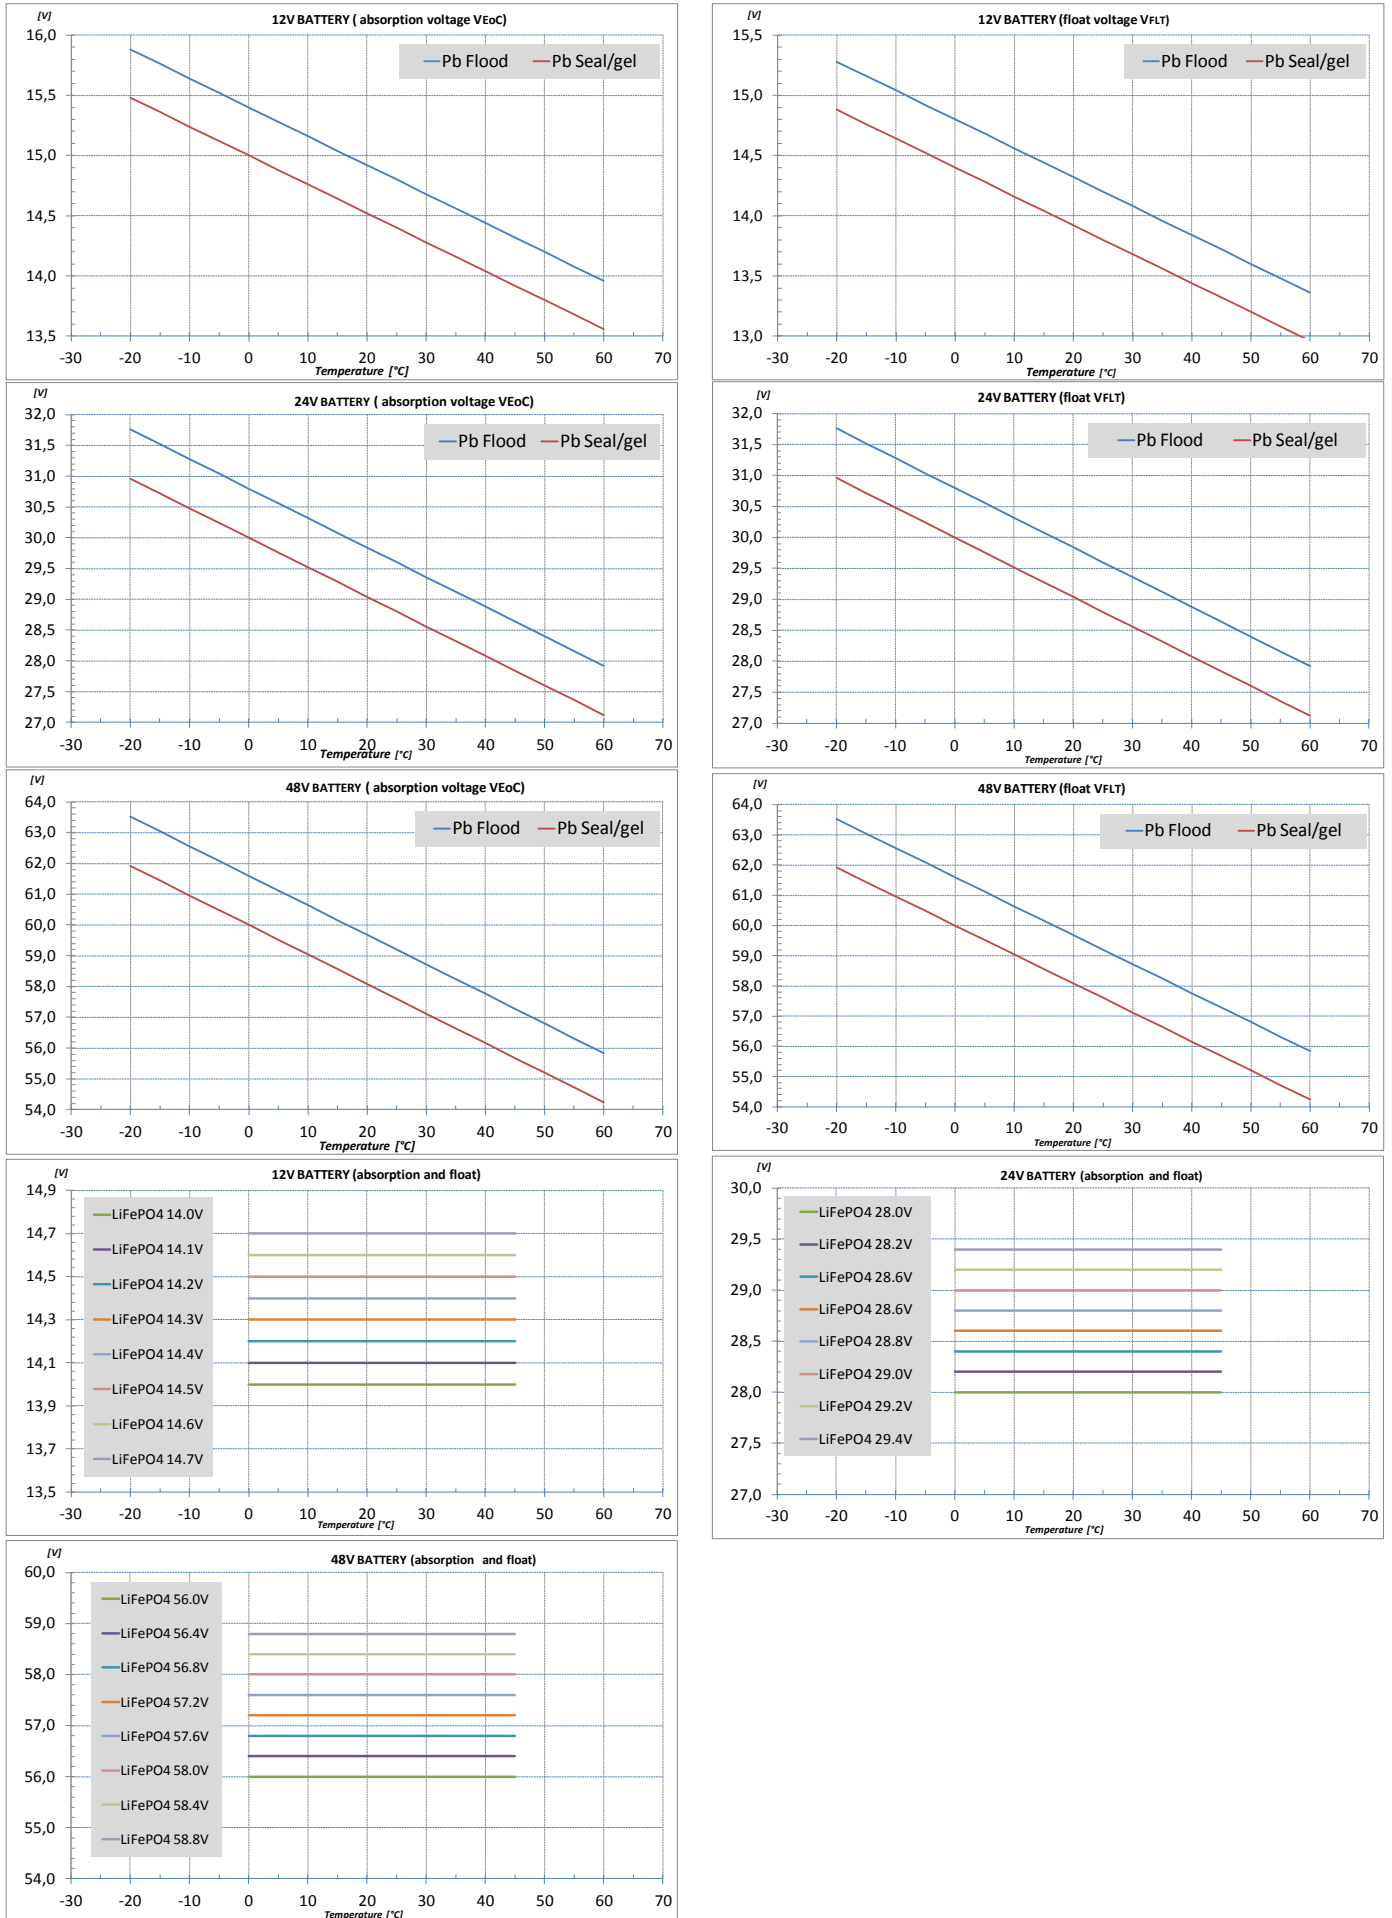 [V]
12V BATTERY ( absorption voltage VEoC)
Pb Flood Pb Seal/gel
16,0
15,5
15,0
14,5
14,0
13,5
-30 -20 -10 0 10 20 30 40 50 60 70
Temperature [°C]
[V]
12V BATTERY (float voltage VFLT)
Pb Flood Pb Seal/gel
15,5
15,0
14,5
14,0
13,5
13,0
-30 -20 -10 0 10 20 30 40 50 60 70
Temperature [°C]
[V]
24V BATTERY ( absorption voltage VEoC)
Pb Flood Pb Seal/gel
32,0
31,5
31,0
30,5
30,0
29,5
29,0
28,5
28,0
27,5
27,0
-30 -20 -10 0 10 20 30 40 50 60 70
Temperature [°C]
[V]
24V BATTERY (float VFLT)
Pb Flood Pb Seal/gel
32,0
31,5
31,0
30,5
30,0
29,5
29,0
28,5
28,0
27,5
27,0
-30 -20 -10 0 10 20 30 40 50 60 70
Temperature [°C]
[V]
48V BATTERY ( absorption voltage VEoC)
Pb Flood Pb Seal/gel
64,0
63,0
62,0
61,0
60,0
59,0
58,0
57,0
56,0
55,0
54,0
-30 -20 -10 0 10 20 30 40 50 60 70
Temperature [°C]
[V]
48V BATTERY (float VFLT)
Pb Flood Pb Seal/gel
64,0
63,0
62,0
61,0
60,0
59,0
58,0
57,0
56,0
55,0
54,0
-30 -20 -10 0 10 20 30 40 50 60 70
Temperature [°C]
[V]
12V BATTERY (absorption and float)
14,9
14,7
14,5
14,3
14,1
13,9
13,7
13,5
LiFePO4 14.0V
LiFePO4 14.1V
LiFePO4 14.2V
LiFePO4 14.3V
LiFePO4 14.4V
LiFePO4 14.5V
LiFePO4 14.6V
LiFePO4 14.7V
-30 -20 -10 0 10 20 30 40 50 60 70
Temperature [°C]
[V]
24V BATTERY (absorption and float)
30,0
29,5
29,0
28,5
28,0
27,5
27,0
LiFePO4 28.0V
LiFePO4 28.2V
LiFePO4 28.6V
LiFePO4 28.6V
LiFePO4 28.8V
LiFePO4 29.0V
LiFePO4 29.2V
LiFePO4 29.4V
-30 -20 -10 0 10 20 30 40 50 60 70
Temperature [°C]
[V]
48V BATTERY (absorption and float)
60,0
59,0
58,0
57,0
56,0
55,0
54,0
LiFePO4 56.0V
LiFePO4 56.4V
LiFePO4 56.8V
LiFePO4 57.2V
LiFePO4 57.6V
LiFePO4 58.0V
LiFePO4 58.4V
LiFePO4 58.8V
-30 -20 -10 0 10 20 30 40 50 60 70
Temperature [°C]